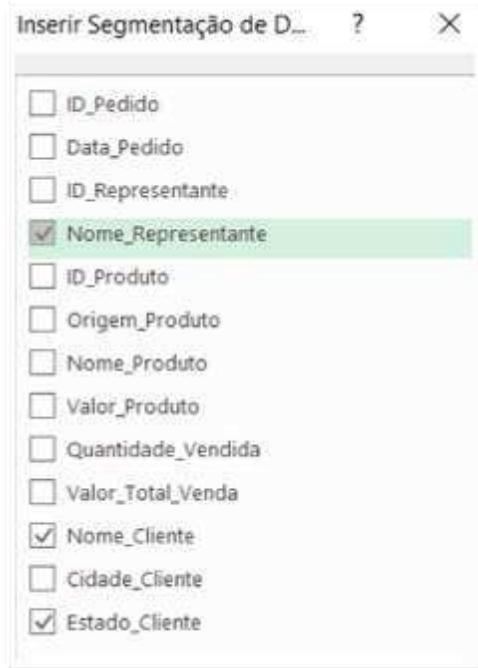 Inserir Segmentação de D... ? ×
ID_Pedido
Data_Pedido
ID_Representante
Nome_Representante
ID_Produto
Origem_Produto
Nome_Produto
Valor_Produto
Quantidade_Vendida
Valor_Total_Venda
Nome_Cliente
Cidade_Cliente
Estado_Cliente